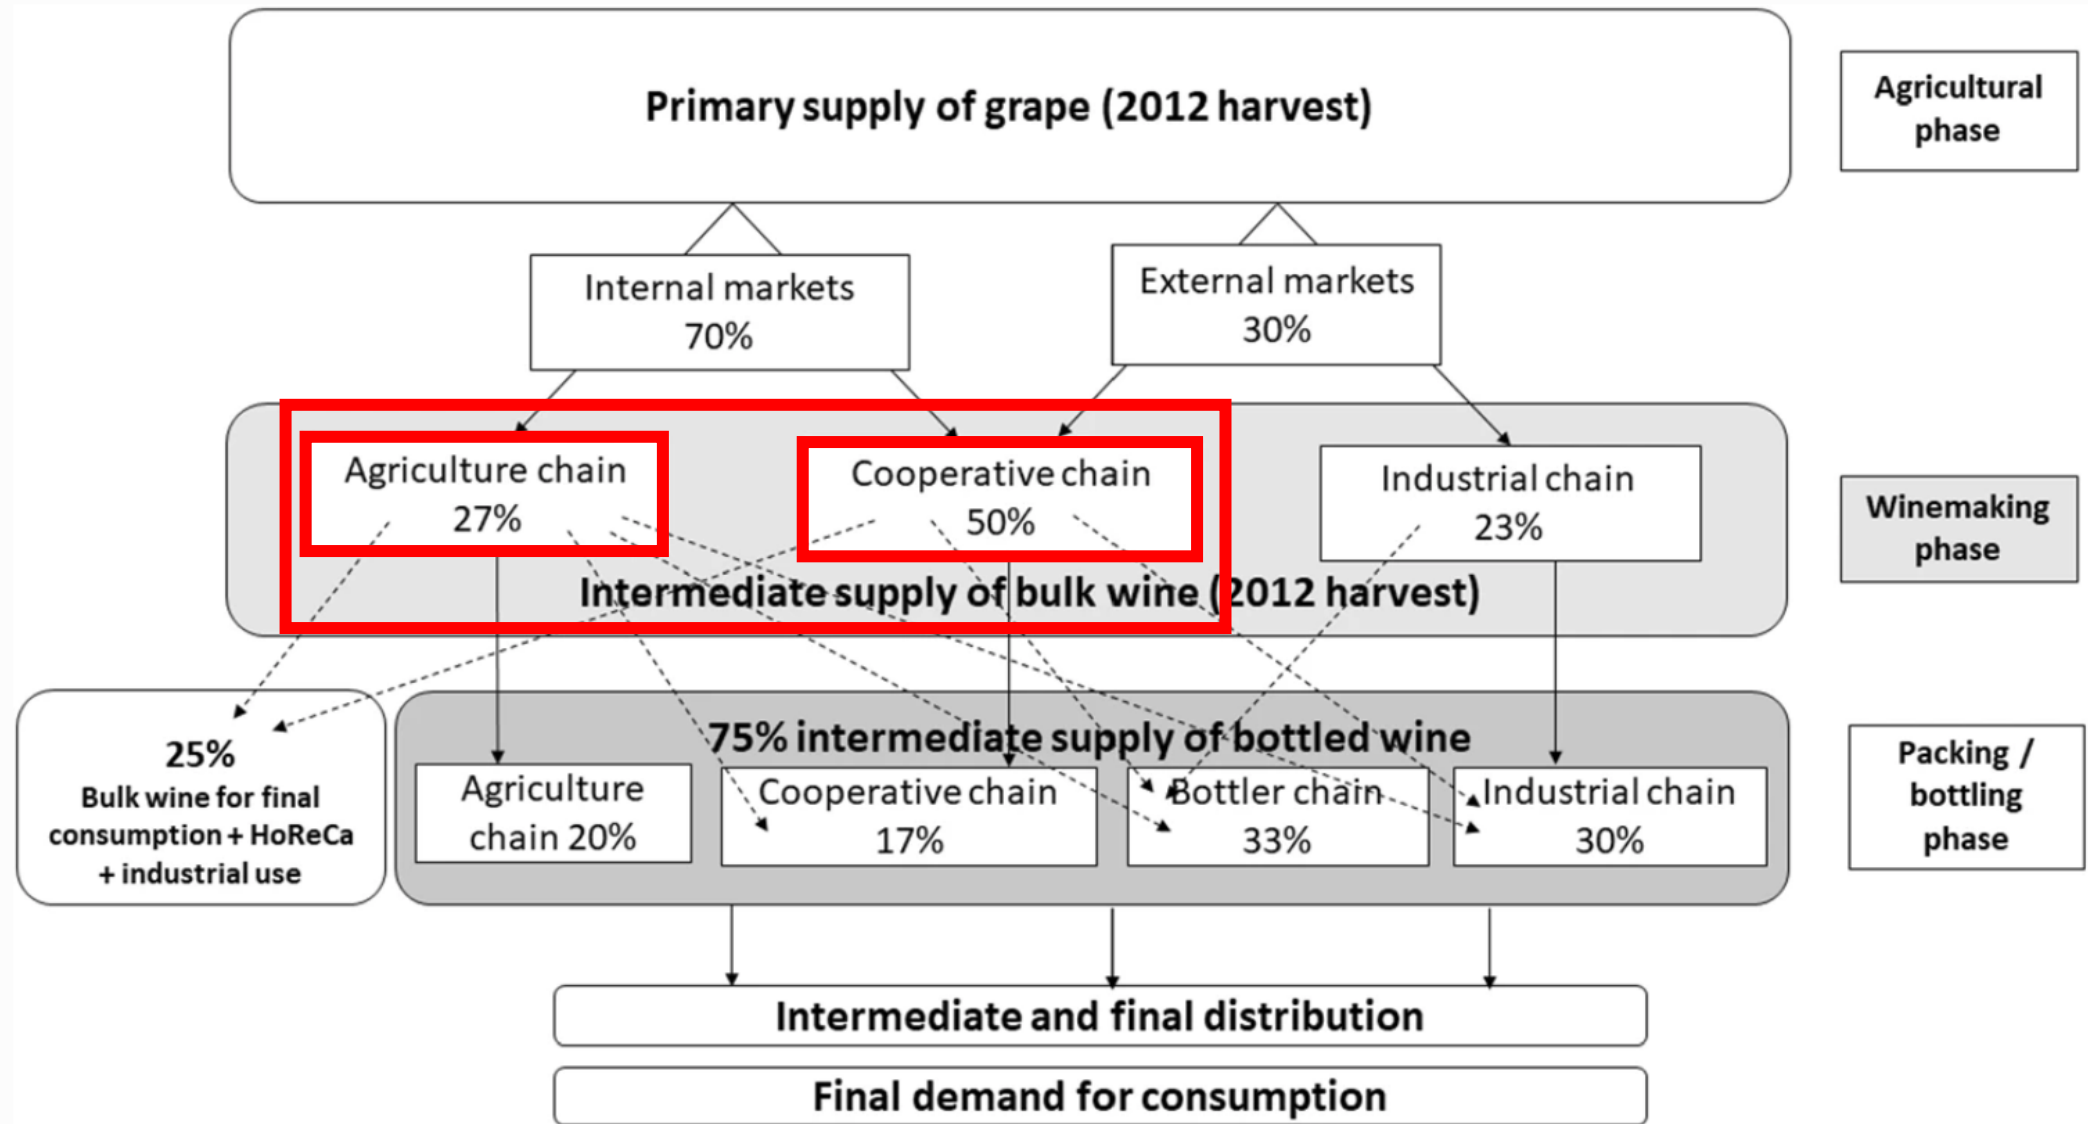 Primary supply of grape (2012 harvest)
Agricultural
phase
Internal markets
70%
External markets
30%
Agriculture chain
27%
Cooperative chain
50%
Industrial chain
23%
Intermediate supply of bulk wine (2012 harvest)
Winemaking
phase
25%
Bulk wine for final
consumption + HoReCa
+ industrial use
75% intermediate supply of bottled wine
Agriculture
chain 20%
Cooperative chain
17%
Bottler chain
33%
Industrial chain
30%
Packing /
bottling
phase
Intermediate and final distribution
Final demand for consumption